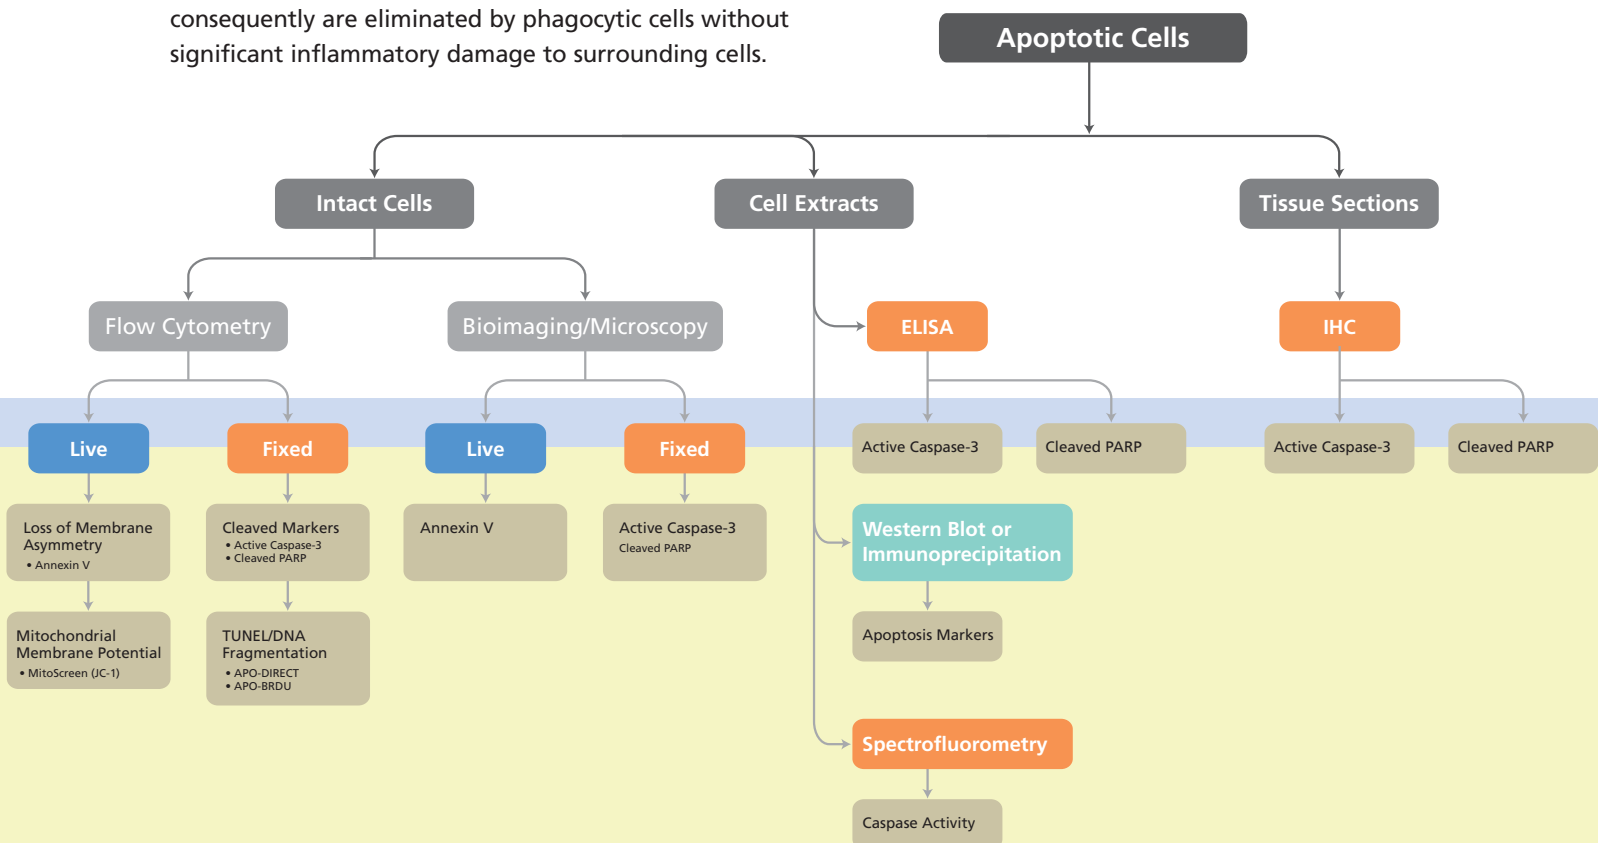 consequently are eliminated by phagocytic cells without
significant inflammatory damage to surrounding cells.
Apoptotic Cells
Intact Cells
Cell Extracts
Tissue Sections
Flow Cytometry
Bioimaging/Microscopy
ELISA
IHC
Live
Fixed
Live
Fixed
Active Caspase-3
Cleaved PARP
Active Caspase-3
Cleaved PARP
Loss of Membrane
Asymmetry
• Annexin V
Cleaved Markers
• Active Caspase-3
• Cleaved PARP
Annexin V
Active Caspase-3
Cleaved PARP
Western Blot or
Immunoprecipitation
Mitochondrial
Membrane Potential
• MitoScreen (JC-1)
TUNEL/DNA
Fragmentation
• APO-DIRECT
• APO-BRDU
Apoptosis Markers
Spectrofluorometry
Caspase Activity